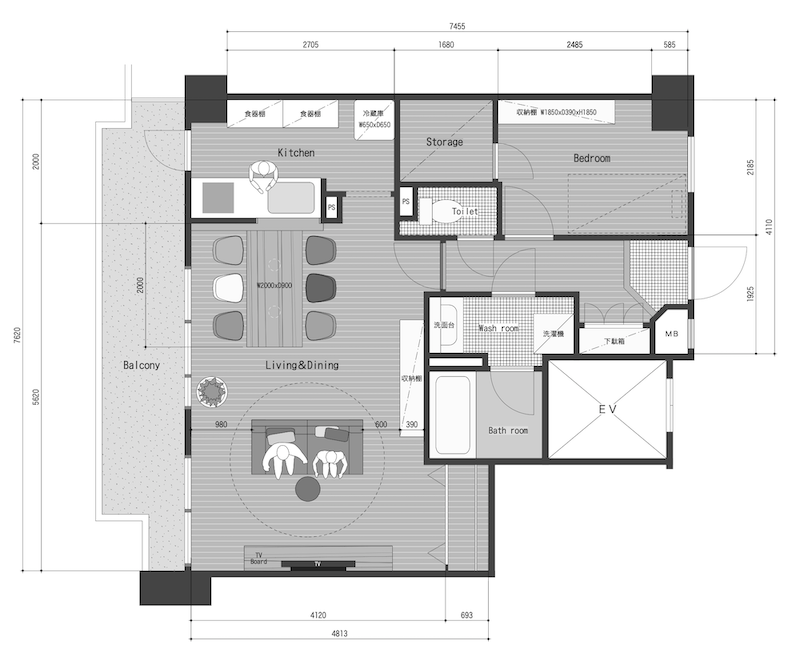 7455
2705
1680
2485
585
食器棚
食器棚
冷蔵庫
W650xD650
収納棚 W1850xD390xH1850
Storage
Kitchen
Bedroom
2000
2185
4110
PS
PS
Toilet
2000
W2000xD900
1925
7620
洗面台
Wash room
洗濯機
下駄箱
MB
Balcony
Living&Dining
収納棚
5620
EV
980
600
390
Bath room
TV
Board
TV
4120
693
4813